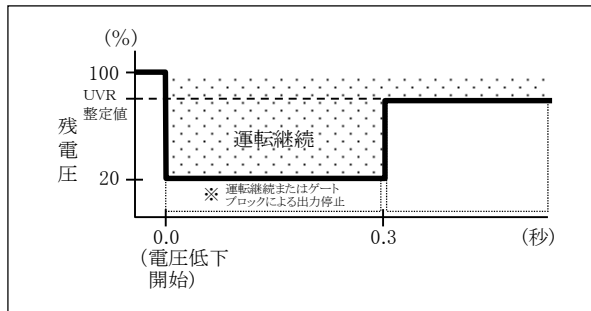 (%)
100
UVR
整定値
残電圧
運転継続
20
※ 運転継続またはゲート
ブロックによる出力停止
0.0
0.3
(秒)
(電圧低下
開始)